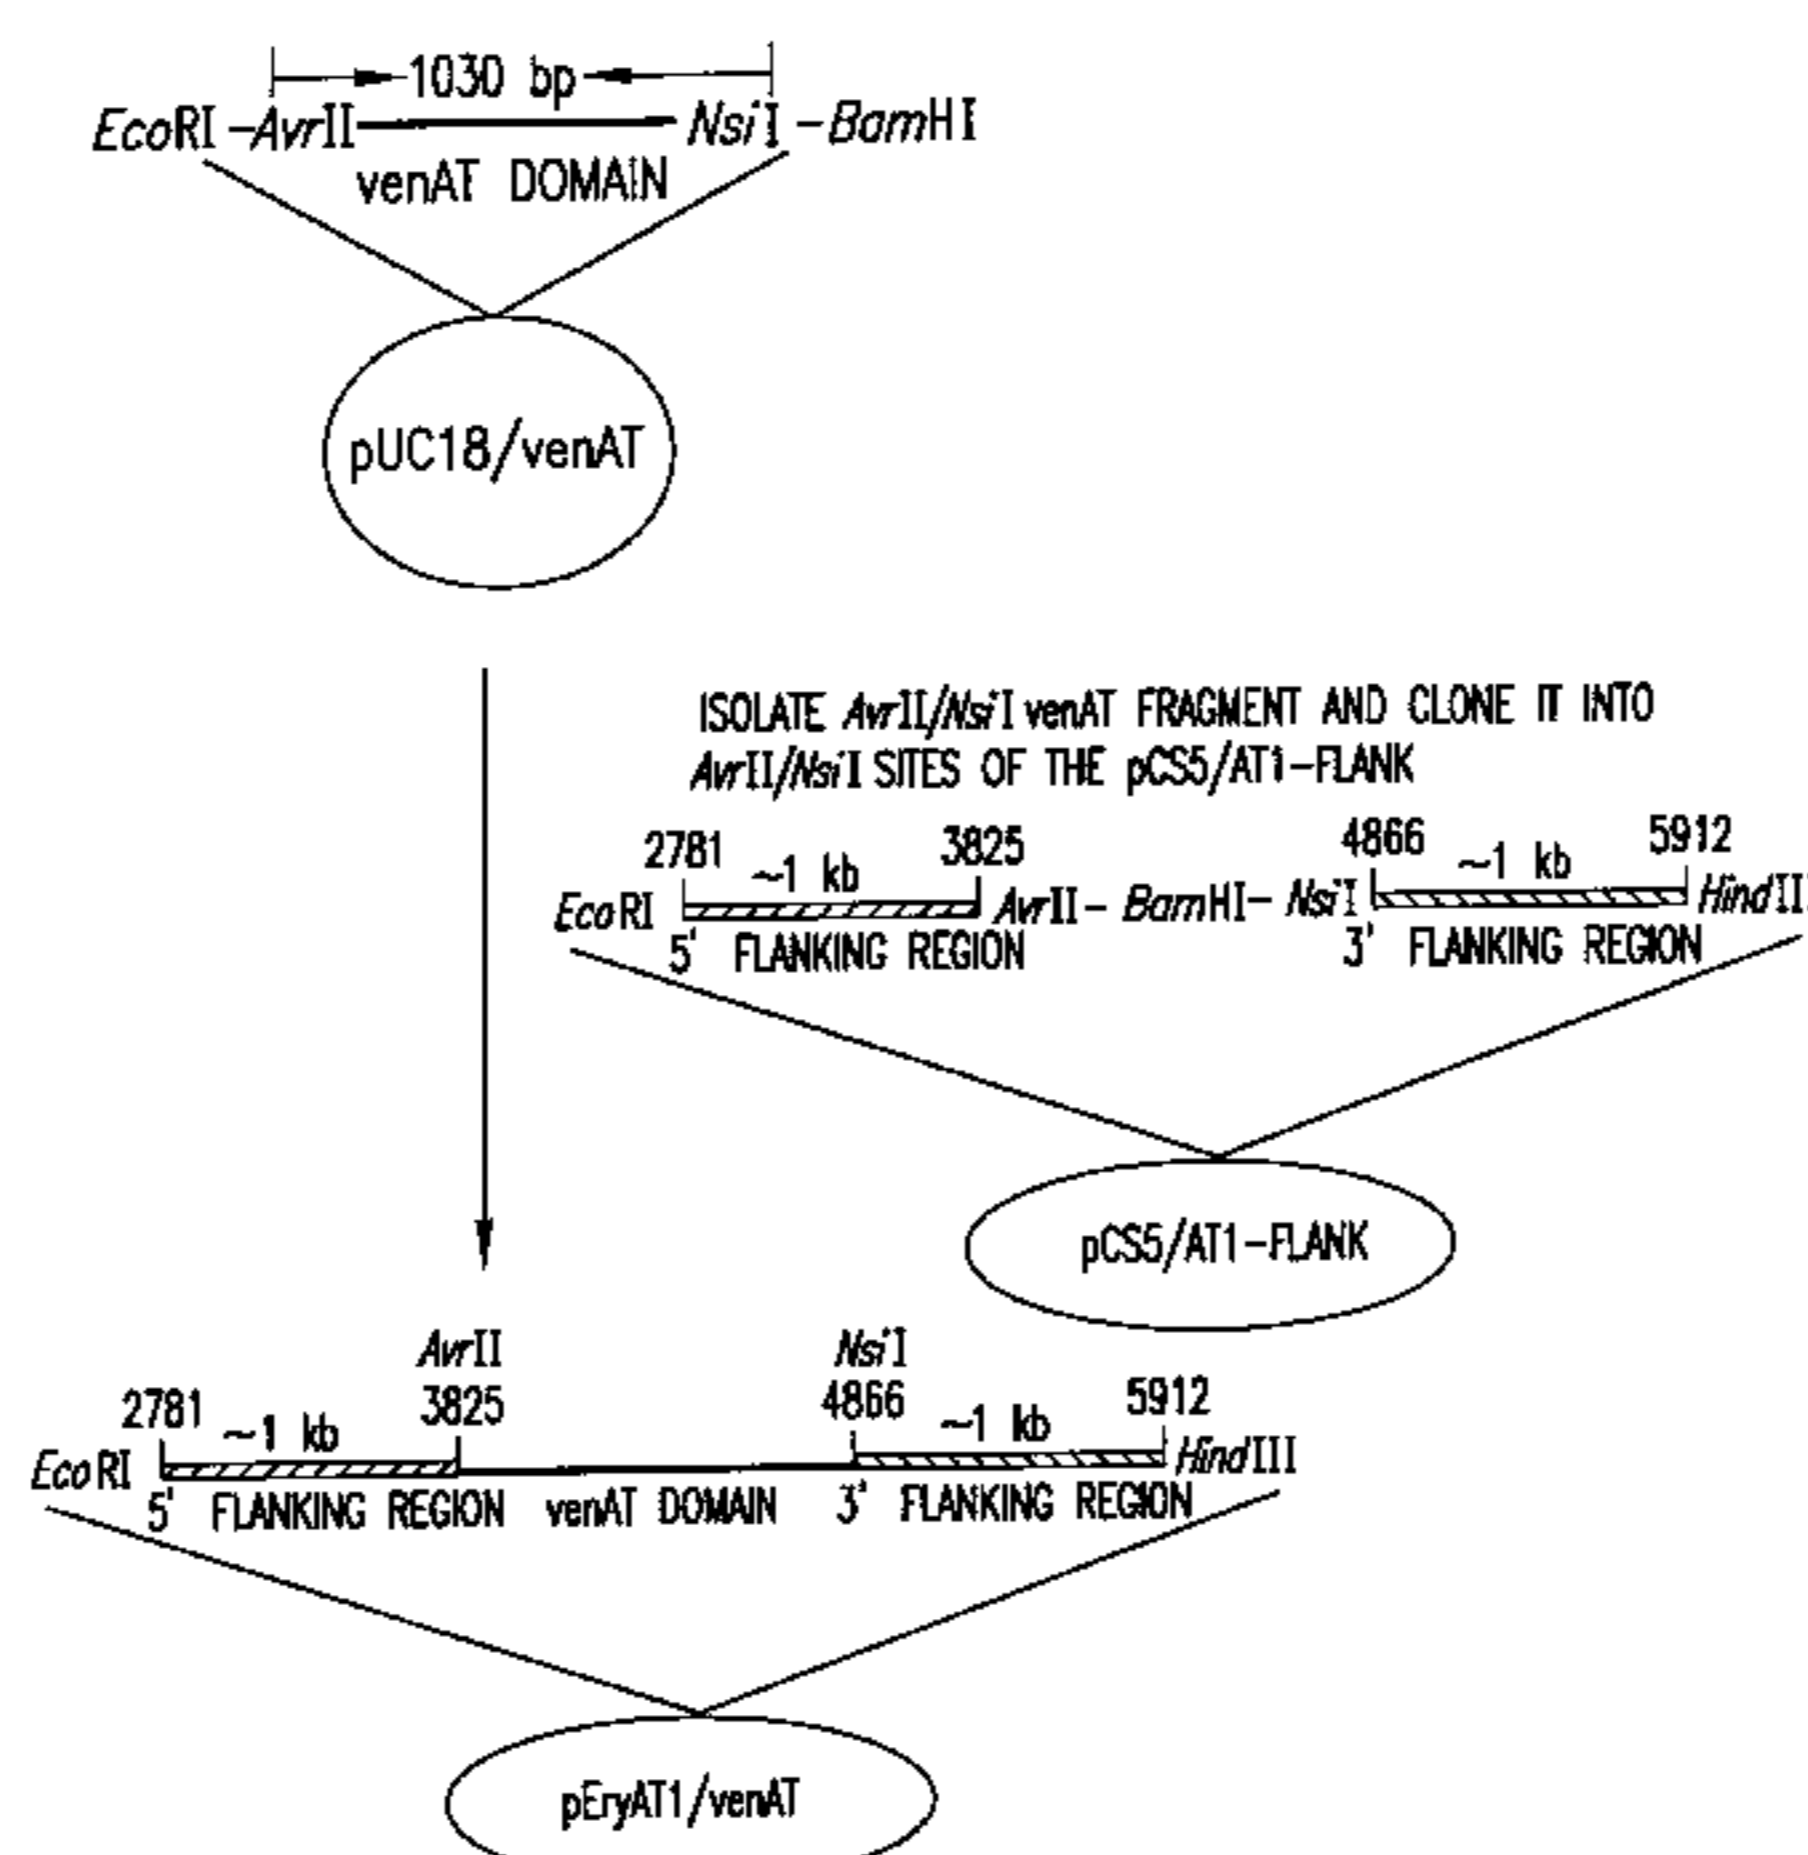 1030 bp
EcoRI-AvrII NsiI-BamHI
venAT DOMAIN
pUC18/venAT
ISOLATE AvrII/NsiI venAT FRAGMENT AND CLONE IT INTO
AvrII/NsiI SITES OF THE pCS5/AT1-FLANK
2781 ~1 kb 3825 4866 ~1 kb 5912
EcoRI AvrII- BamHI- NsiI HindIII
5' FLANKING REGION 3' FLANKING REGION
pCS5/AT1-FLANK
AvrII NsiI
2781 ~1 kb 3825 4866 ~1 kb 5912
EcoRI HindIII
5' FLANKING REGION venAT DOMAIN 3' FLANKING REGION
pEryAT1/venAT